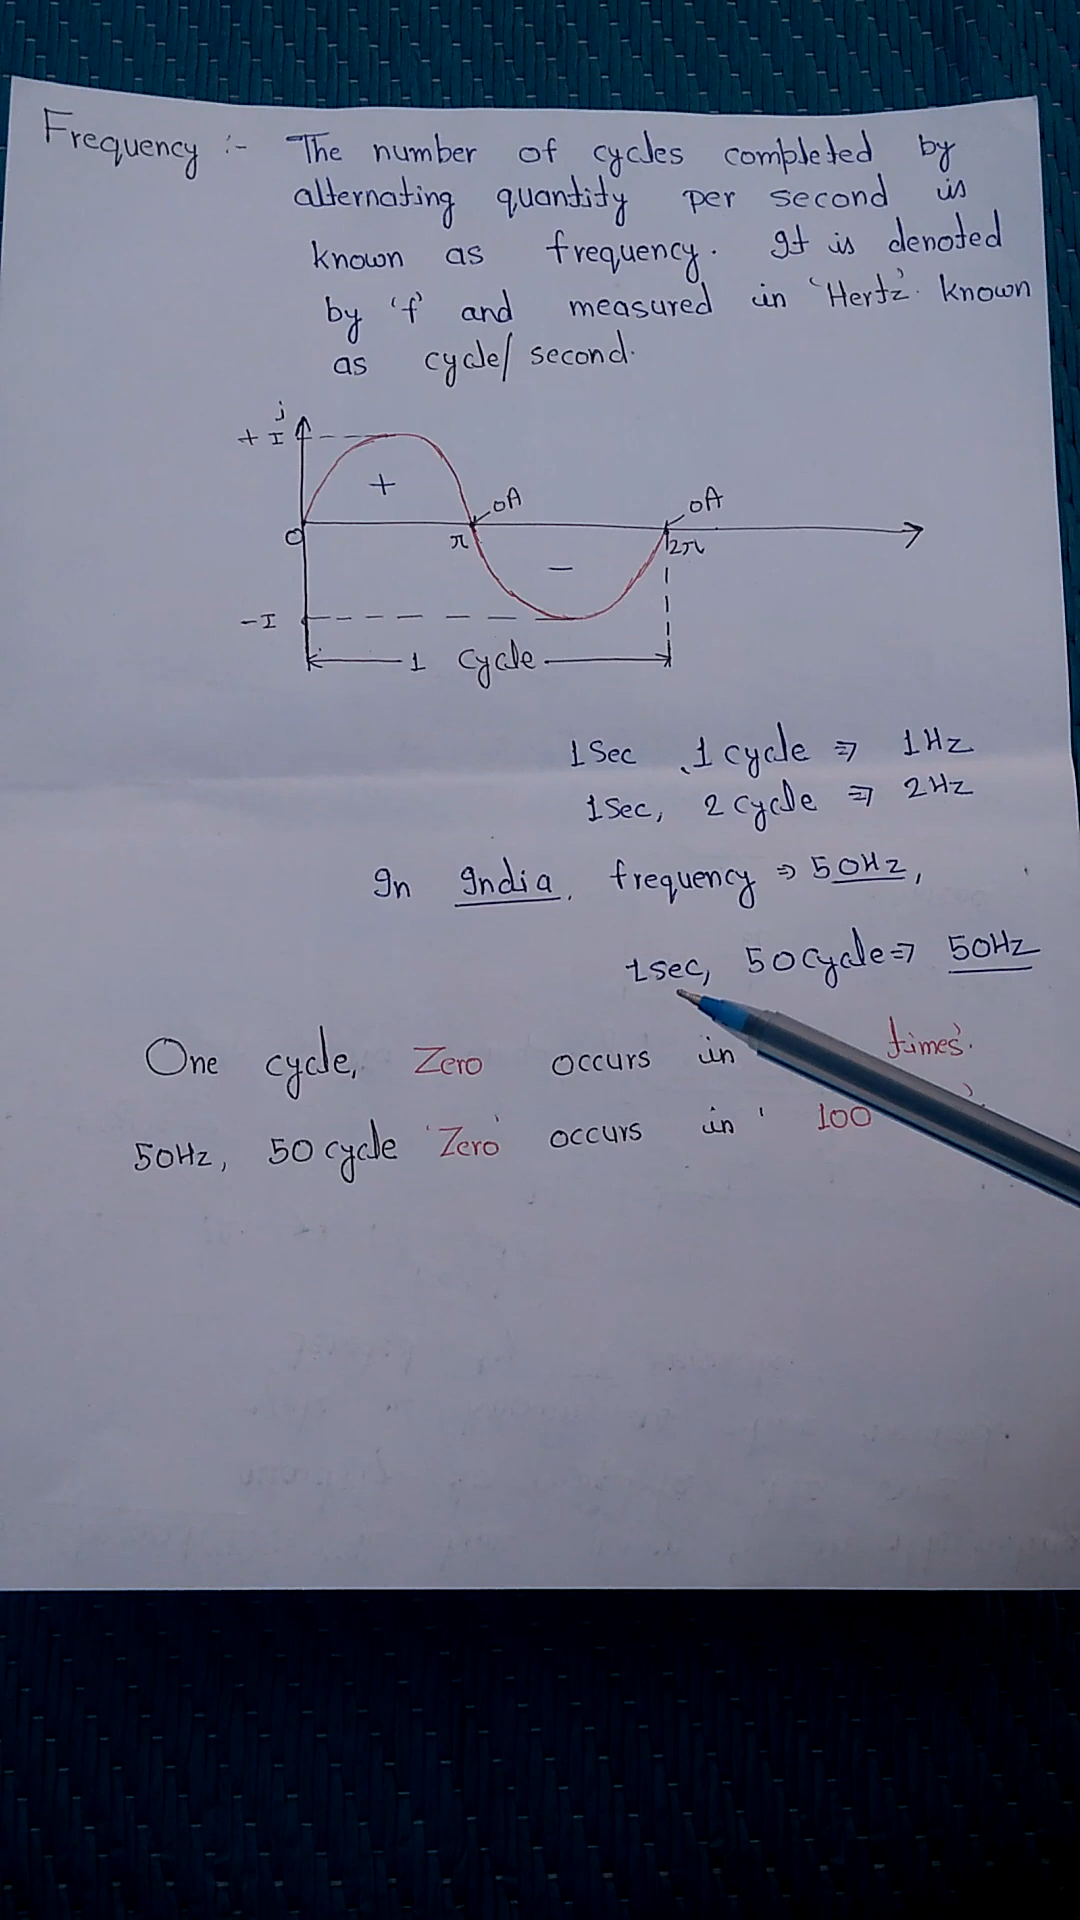 Frequency :- The number of cycles completed by
alternating quantity per second is
known as frequency. It is denoted
by 'f' and measured in 'Hertz'. known
as cycle/second.
i
+ I
+
0A
0A
0
π
2π
−
-I
1 cycle
1 Sec, 1 cycle ⇒ 1Hz
1Sec, 2 cycle ⇒ 2Hz
In India, frequency ⇒ 50Hz,
1sec, 50 cycle ⇒ 50Hz
One cycle, Zero occurs in times'.
50Hz, 50 cycle 'Zero' occurs in ' 100